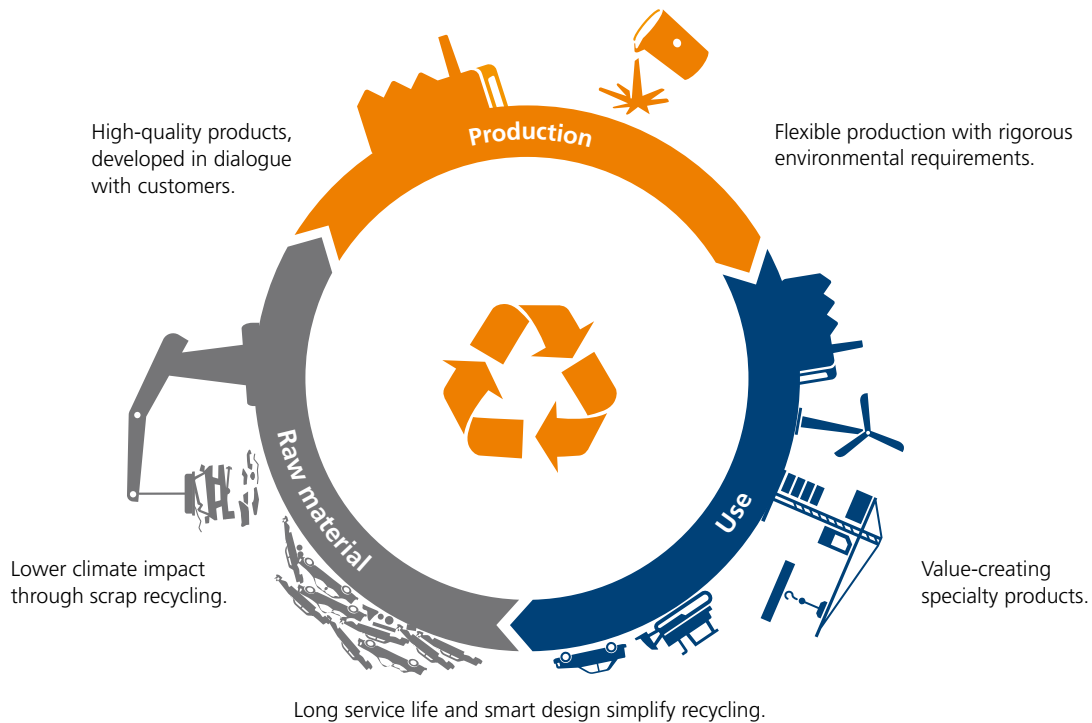 Production
High-quality products,
developed in dialogue
with customers.
Flexible production with rigorous
environmental requirements.
Raw material
Use
Lower climate impact
through scrap recycling.
Value-creating
specialty products.
Long service life and smart design simplify recycling.